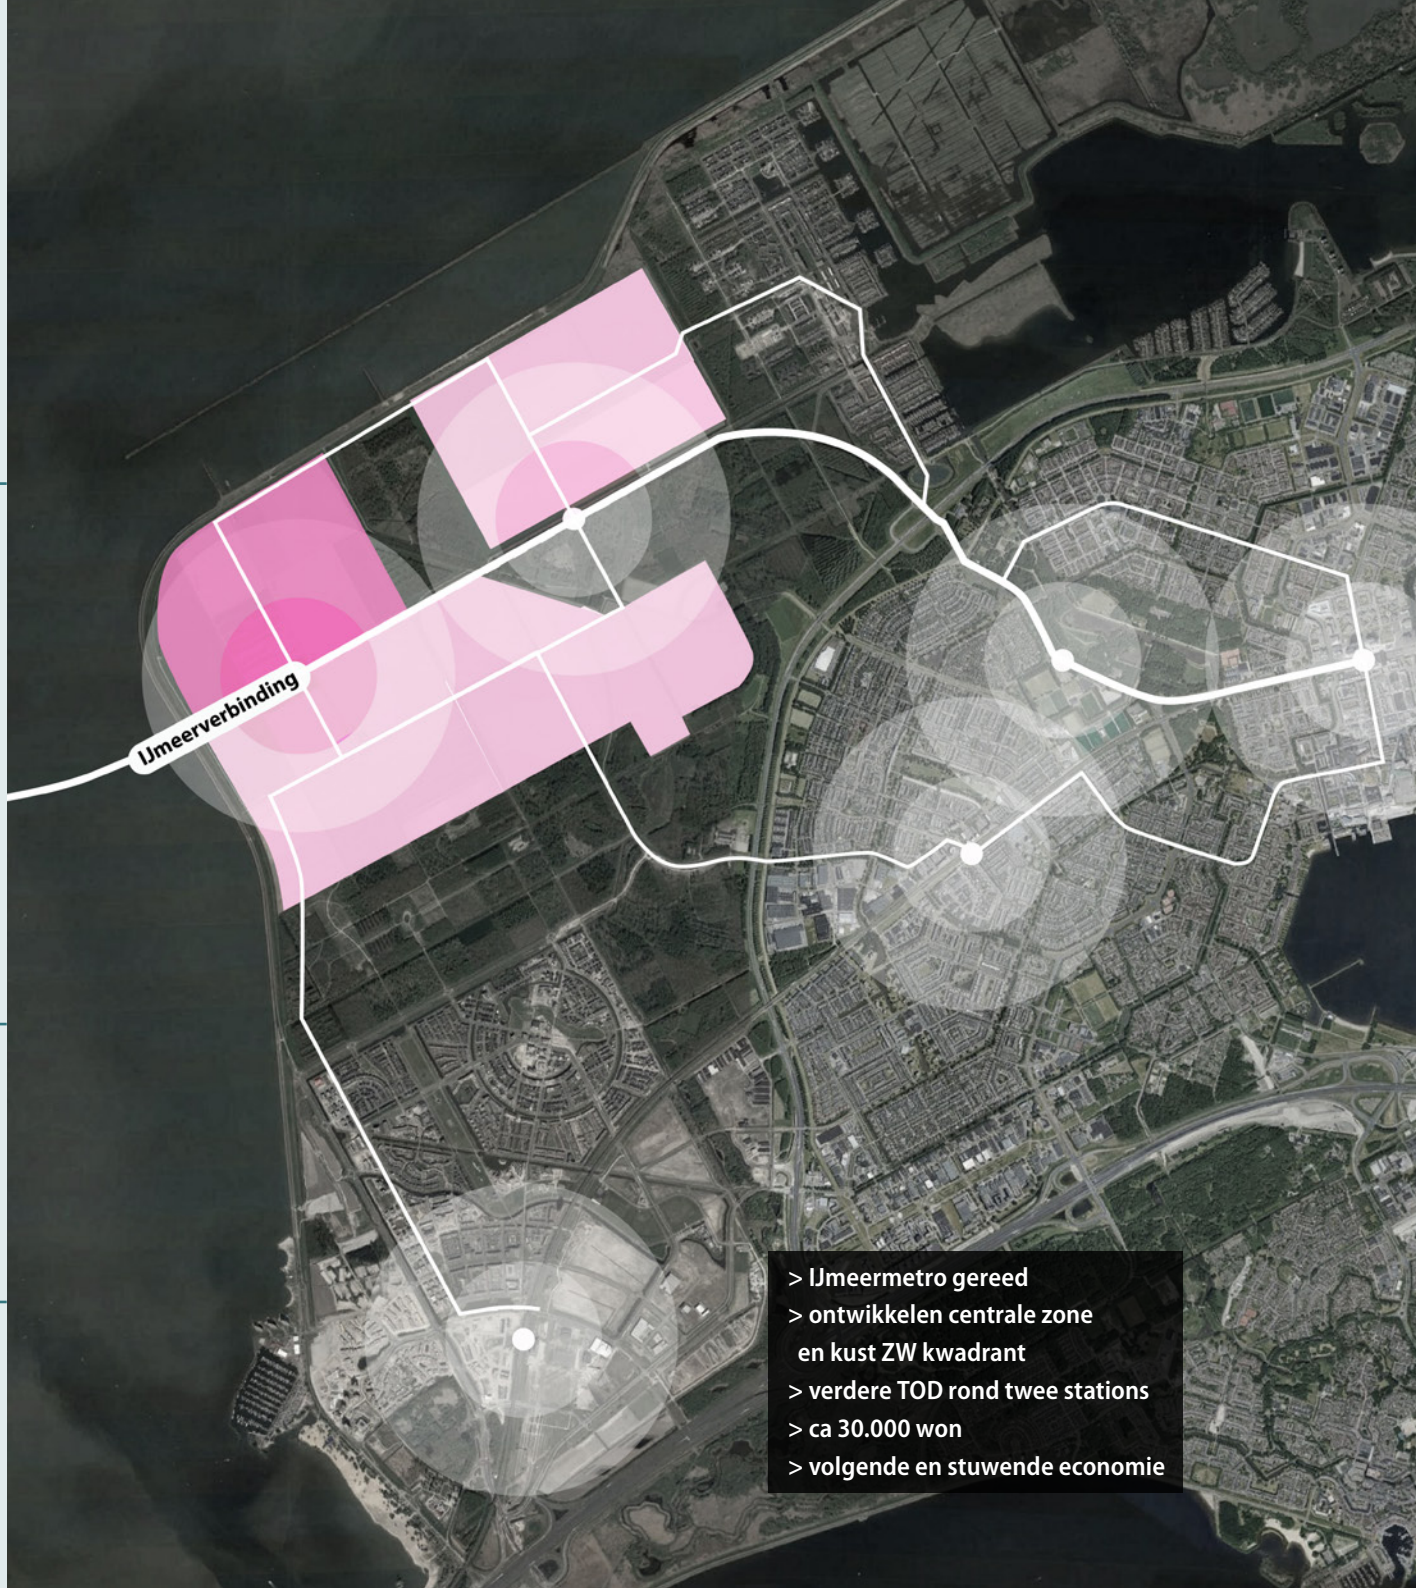 IJmeerverbinding
> IJmeermetro gereed
> ontwikkelen centrale zone
en kust ZW kwadrant
> verdere TOD rond twee stations
> ca 30.000 won
> volgende en stuwende economie